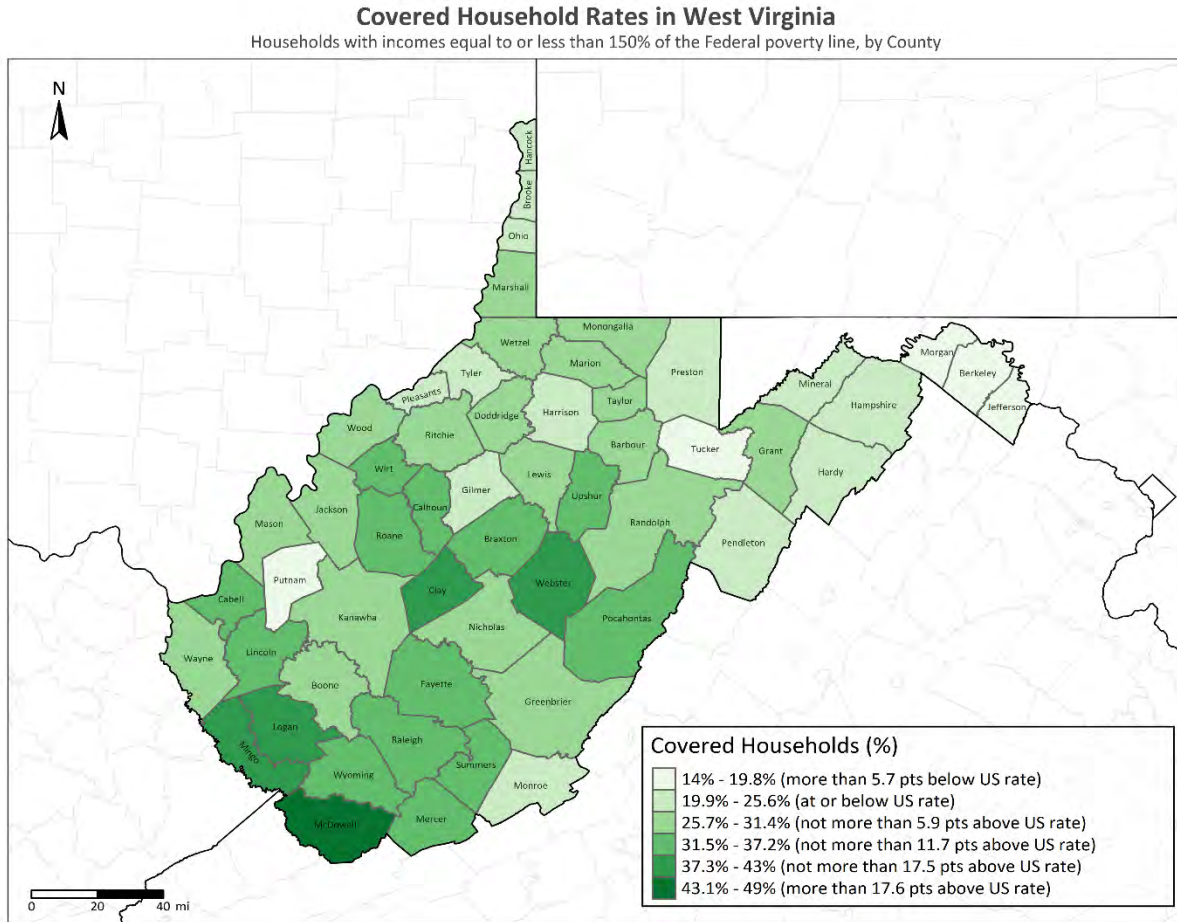 Covered Household Rates in West Virginia
Households with incomes equal to or less than 150% of the Federal poverty line, by County
N
Hancock
Brooke
Ohio
Marshall
Wetzel
Monongalia
Marion
Preston
Tyler
Pleasants
Doddridge
Harrison
Taylor
Wood
Ritchie
Barbour
Tucker
Mineral
Hampshire
Morgan
Berkeley
Jefferson
Grant
Hardy
Wirt
Calhoun
Gilmer
Lewis
Upshur
Randolph
Pendleton
Mason
Jackson
Roane
Braxton
Webster
Clay
Putnam
Cabell
Kanawha
Nicholas
Pocahontas
Wayne
Lincoln
Boone
Fayette
Greenbrier
Logan
Mingo
Raleigh
Wyoming
Summers
Monroe
McDowell
Mercer
Covered Households (%)
14% - 19.8% (more than 5.7 pts below US rate)
19.9% - 25.6% (at or below US rate)
25.7% - 31.4% (not more than 5.9 pts above US rate)
31.5% - 37.2% (not more than 11.7 pts above US rate)
37.3% - 43% (not more than 17.5 pts above US rate)
43.1% - 49% (more than 17.6 pts above US rate)
0 20 40 mi